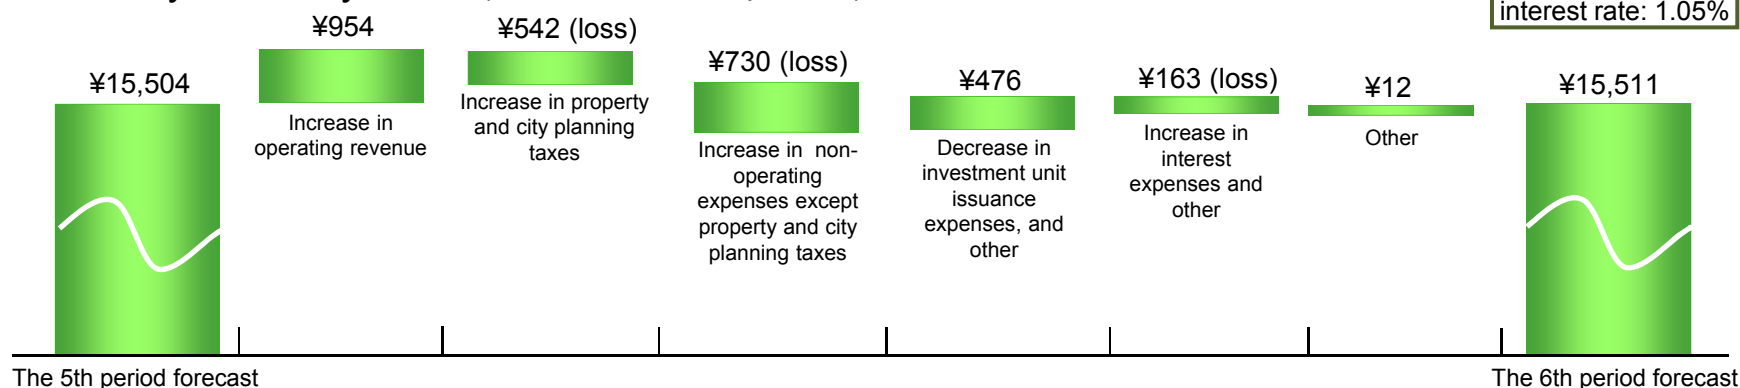 interest rate: 1.05%
¥15,504
¥954
Increase in
operating revenue
¥542 (loss)
Increase in property
and city planning
taxes
¥730 (loss)
Increase in non-
operating
expenses except
property and city
planning taxes
¥476
Decrease in
investment unit
issuance
expenses, and
other
¥163 (loss)
Increase in
interest
expenses and
other
¥12
Other
¥15,511
The 5th period forecast
The 6th period forecast